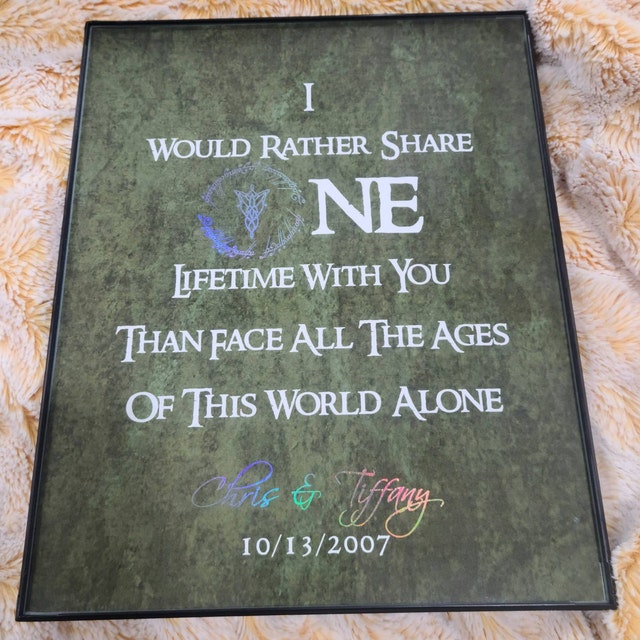 I
WOULD RATHER SHARE
ONE
LIFETIME WITH YOU
THAN FACE ALL THE AGES
OF THIS WORLD ALONE
Chris & Tiffany
10/13/2007